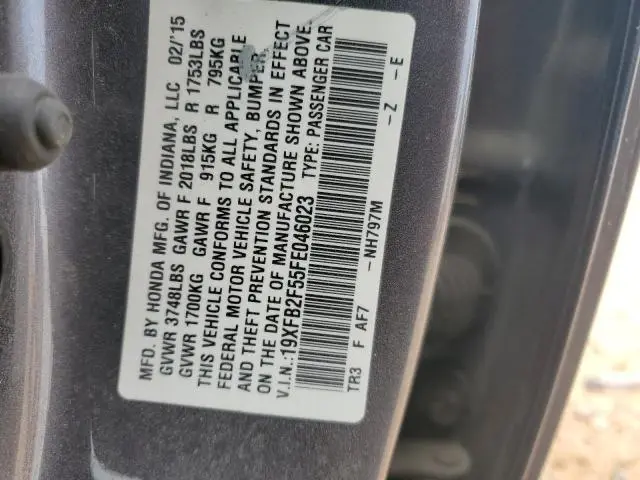 MFD. BY HONDA MFG. OF INDIANA, LLC 02/'15
GVWR 3748LBS GAWR F 2018LBS R 1753LBS
GVWR 1700KG GAWR F 915KG R 795KG
THIS VEHICLE CONFORMS TO ALL APPLICABLE
FEDERAL MOTOR VEHICLE SAFETY, BUMPER,
AND THEFT PREVENTION STANDARDS IN EFFECT
ON THE DATE OF MANUFACTURE SHOWN ABOVE
V.I.N.:19XFB2F55FE046023 TYPE: PASSENGER CAR
TR3 F AF7 -NH797M -Z -E